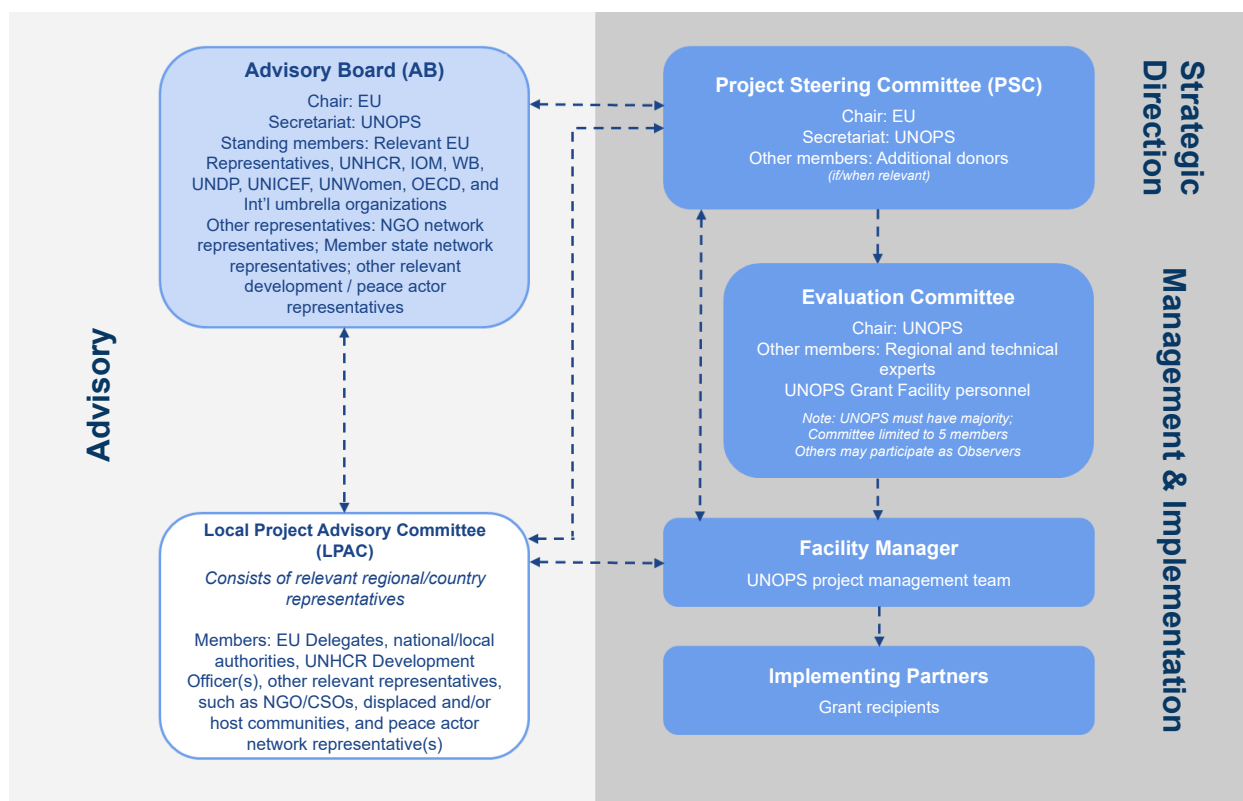 Advisory
Advisory Board (AB)
Chair: EU
Secretariat: UNOPS
Standing members: Relevant EU
Representatives, UNHCR, IOM, WB,
UNDP, UNICEF, UNWomen, OECD, and
Int'l umbrella organizations
Other representatives: NGO network
representatives; Member state network
representatives; other relevant
development / peace actor
representatives
Local Project Advisory Committee
(LPAC)
Consists of relevant regional/country
representatives
Members: EU Delegates, national/local
authorities, UNHCR Development
Officer(s), other relevant representatives,
such as NGO/CSOs, displaced and/or
host communities, and peace actor
network representative(s)
Strategic
Direction
Project Steering Committee (PSC)
Chair: EU
Secretariat: UNOPS
Other members: Additional donors
(if/when relevant)
Management & Implementation
Evaluation Committee
Chair: UNOPS
Other members: Regional and technical
experts
UNOPS Grant Facility personnel
Note: UNOPS must have majority;
Committee limited to 5 members
Others may participate as Observers
Facility Manager
UNOPS project management team
Implementing Partners
Grant recipients